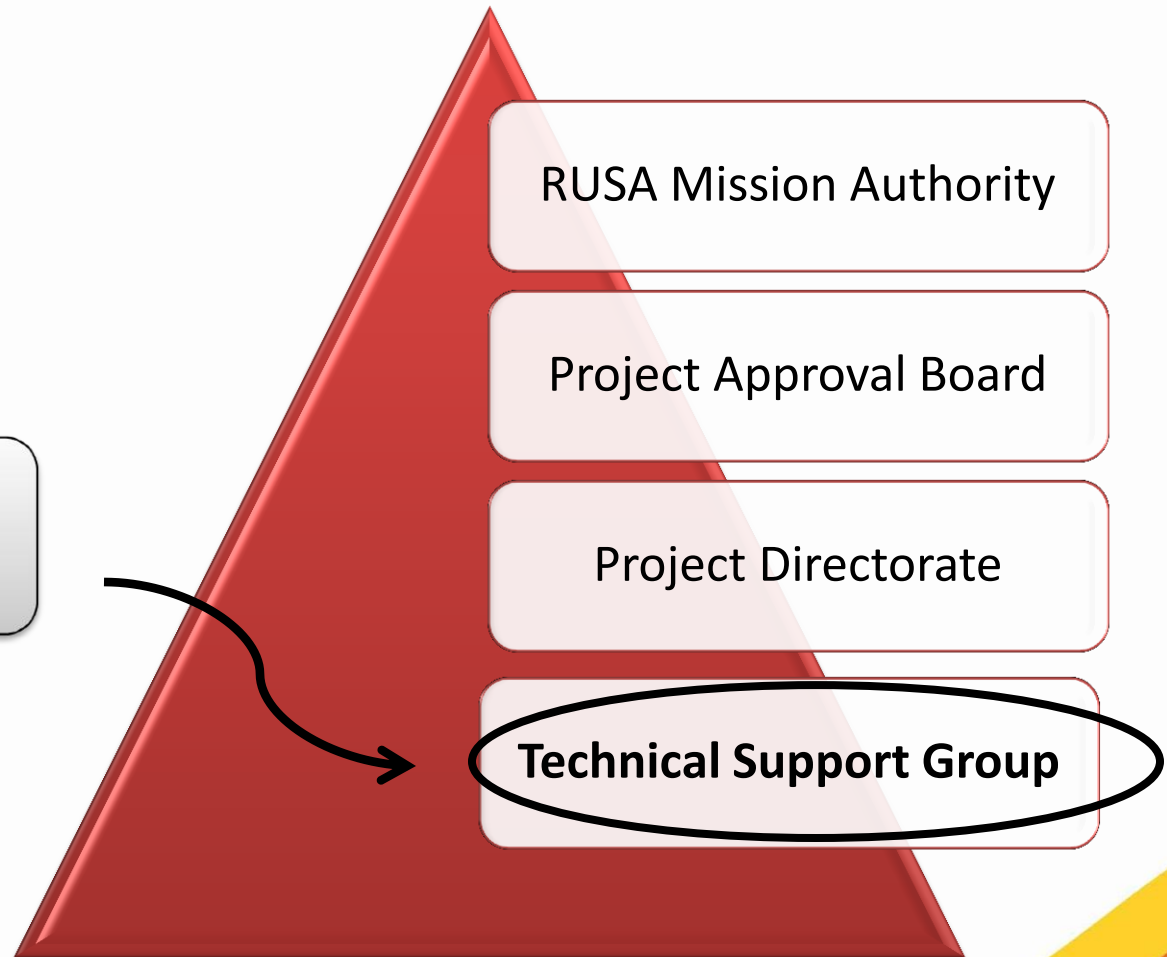 RUSA Mission Authority
Project Approval Board
Project Directorate
Technical Support Group